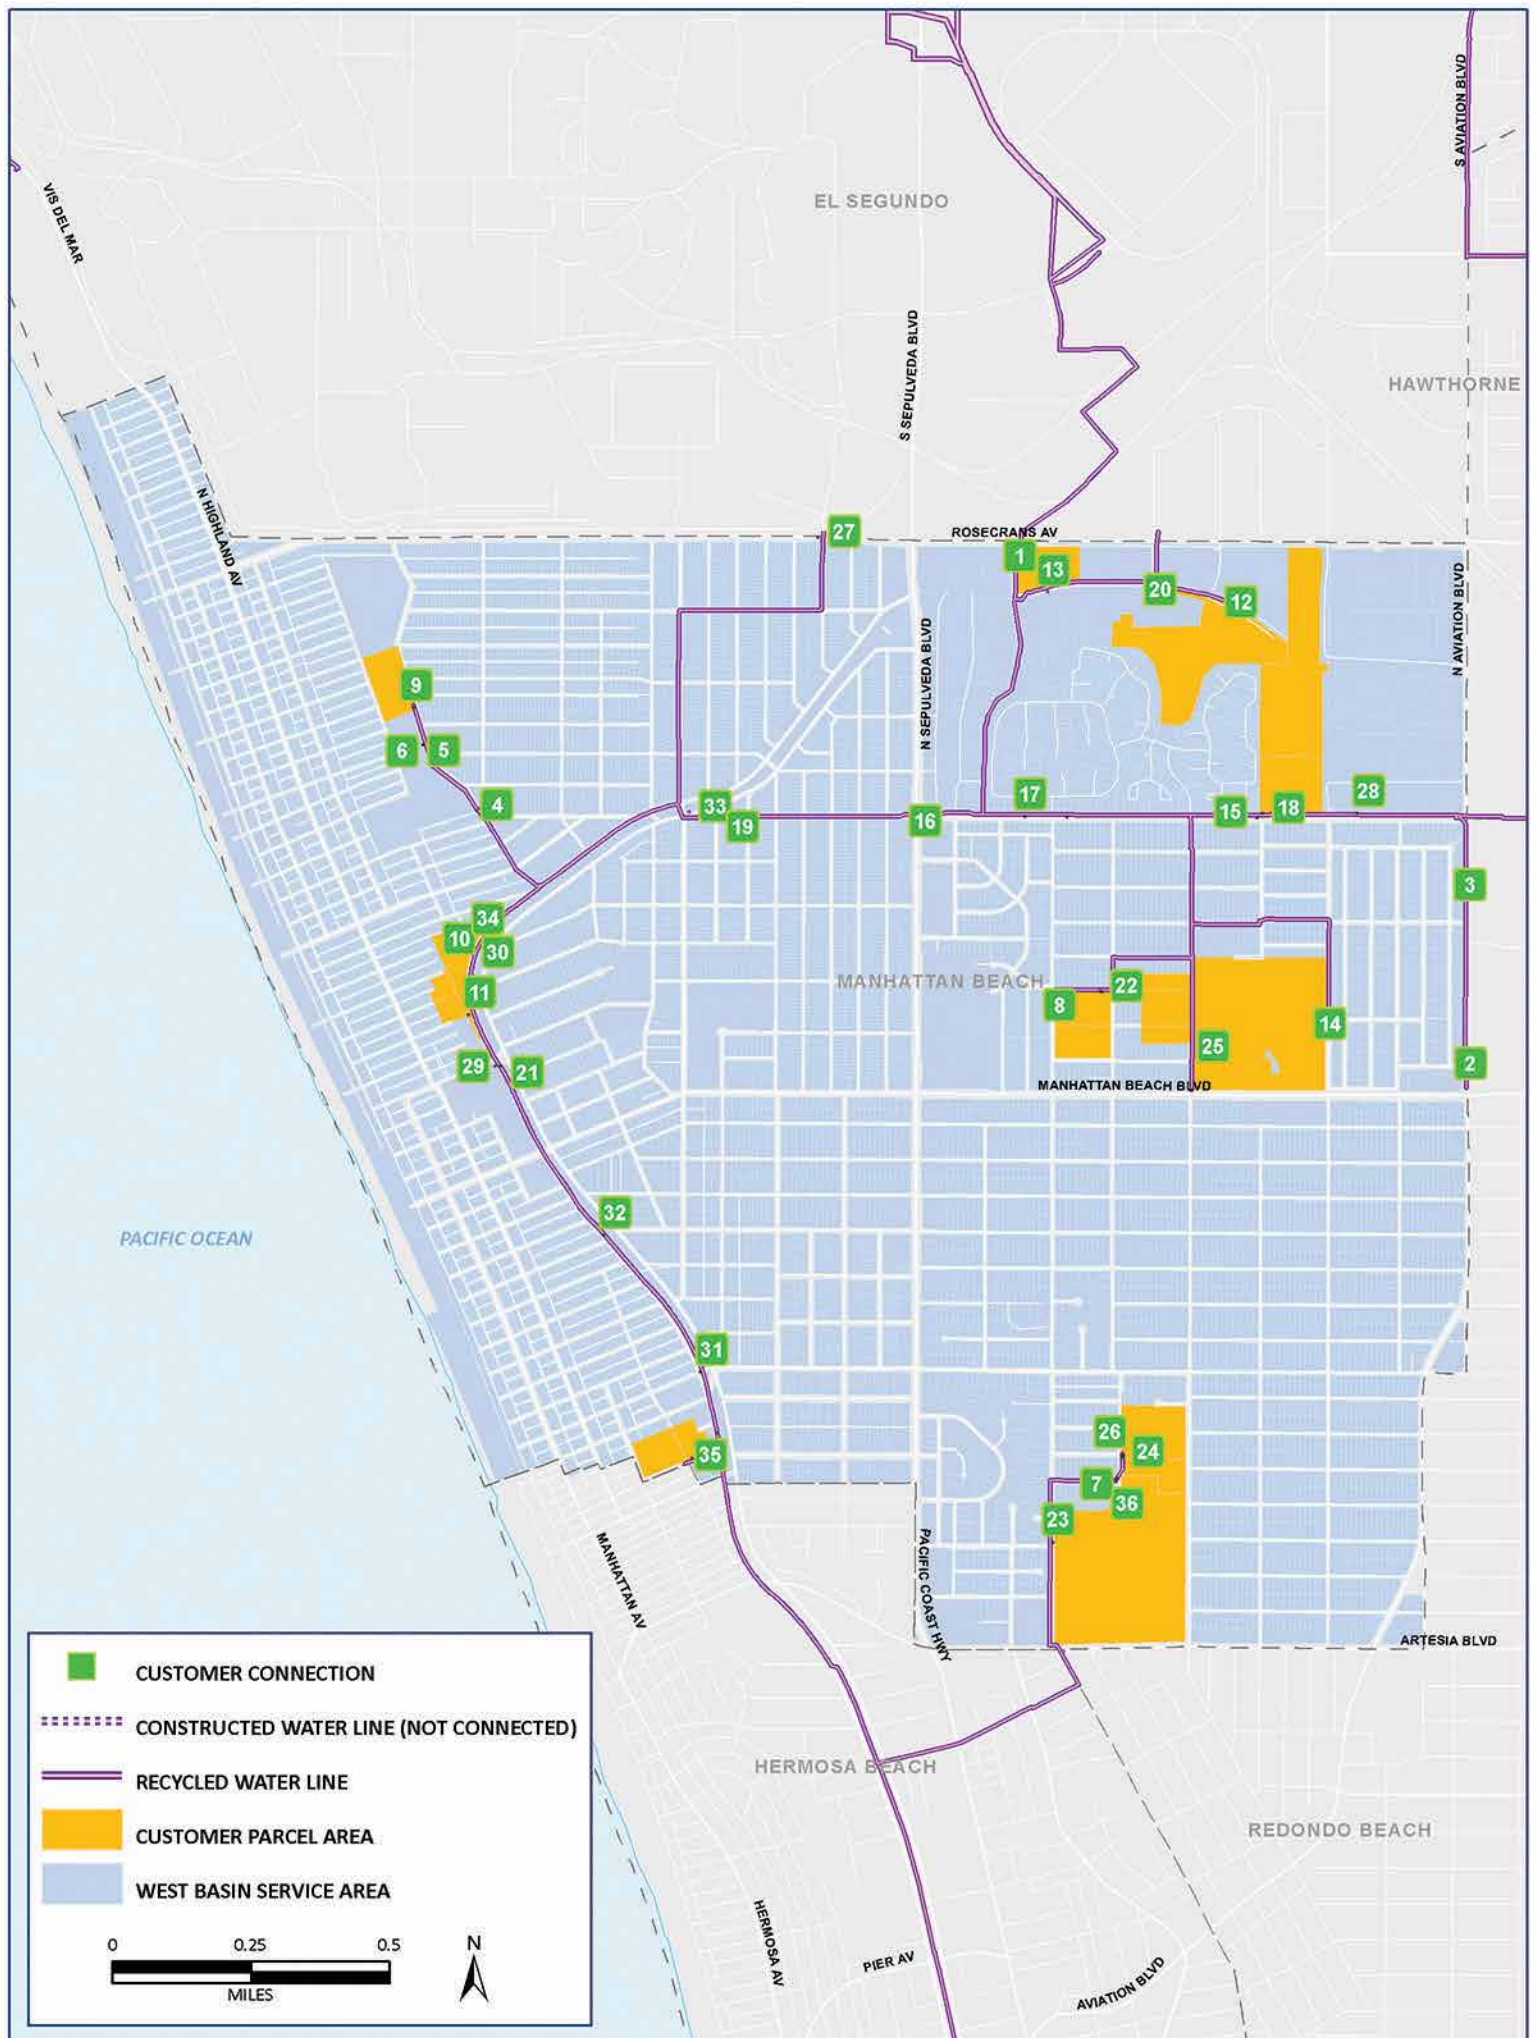 S AVIATION BLVD
VIS DEL MAR
EL SEGUNDO
S SEPULVEDA BLVD
HAWTHORNE
N HIGHLAND AV
27
ROSECRANS AV
1
13
20
12
N AVIATION BLVD
N SEPULVEDA BLVD
9
6
5
4
17
28
33
19
16
15
18
3
34
10
30
MANHATTAN BEACH
22
11
8
14
25
29
21
2
MANHATTAN BEACH BLVD
32
PACIFIC OCEAN
31
26
24
35
7
36
23
MANHATTAN AV
PACIFIC COAST HWY
ARTESIA BLVD
HERMOSA BEACH
REDONDO BEACH
HERMOSA AV
PIER AV
AVIATION BLVD
CUSTOMER CONNECTION
CONSTRUCTED WATER LINE (NOT CONNECTED)
RECYCLED WATER LINE
CUSTOMER PARCEL AREA
WEST BASIN SERVICE AREA
0 0.25 0.5
MILES
N